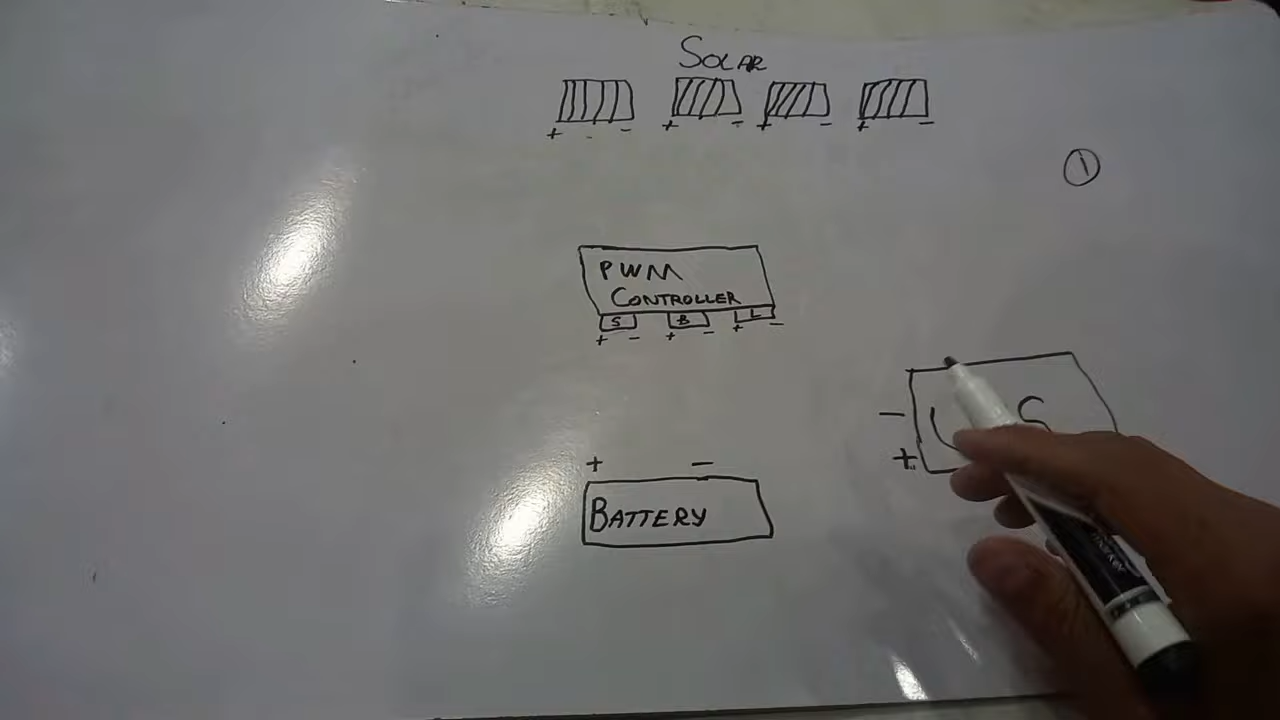 SOLAR
+ - - + - + - + -
1
PWM
CONTROLLER
S B L
+ - + - + -
-
+
+ -
BATTERY